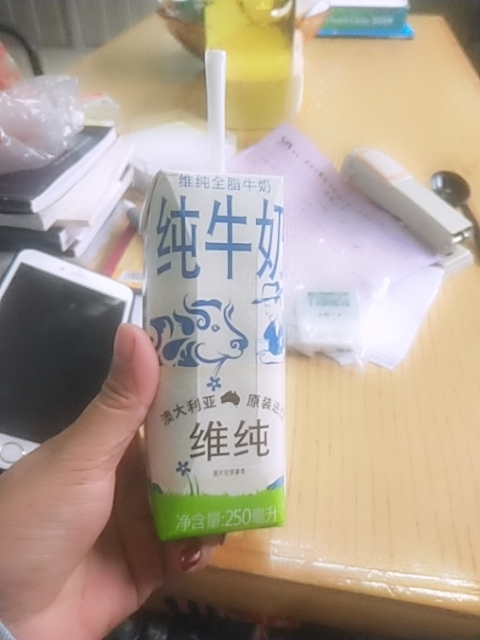 维纯全脂牛奶
纯牛奶
澳大利亚 原装进
维纯
净含量:250毫升